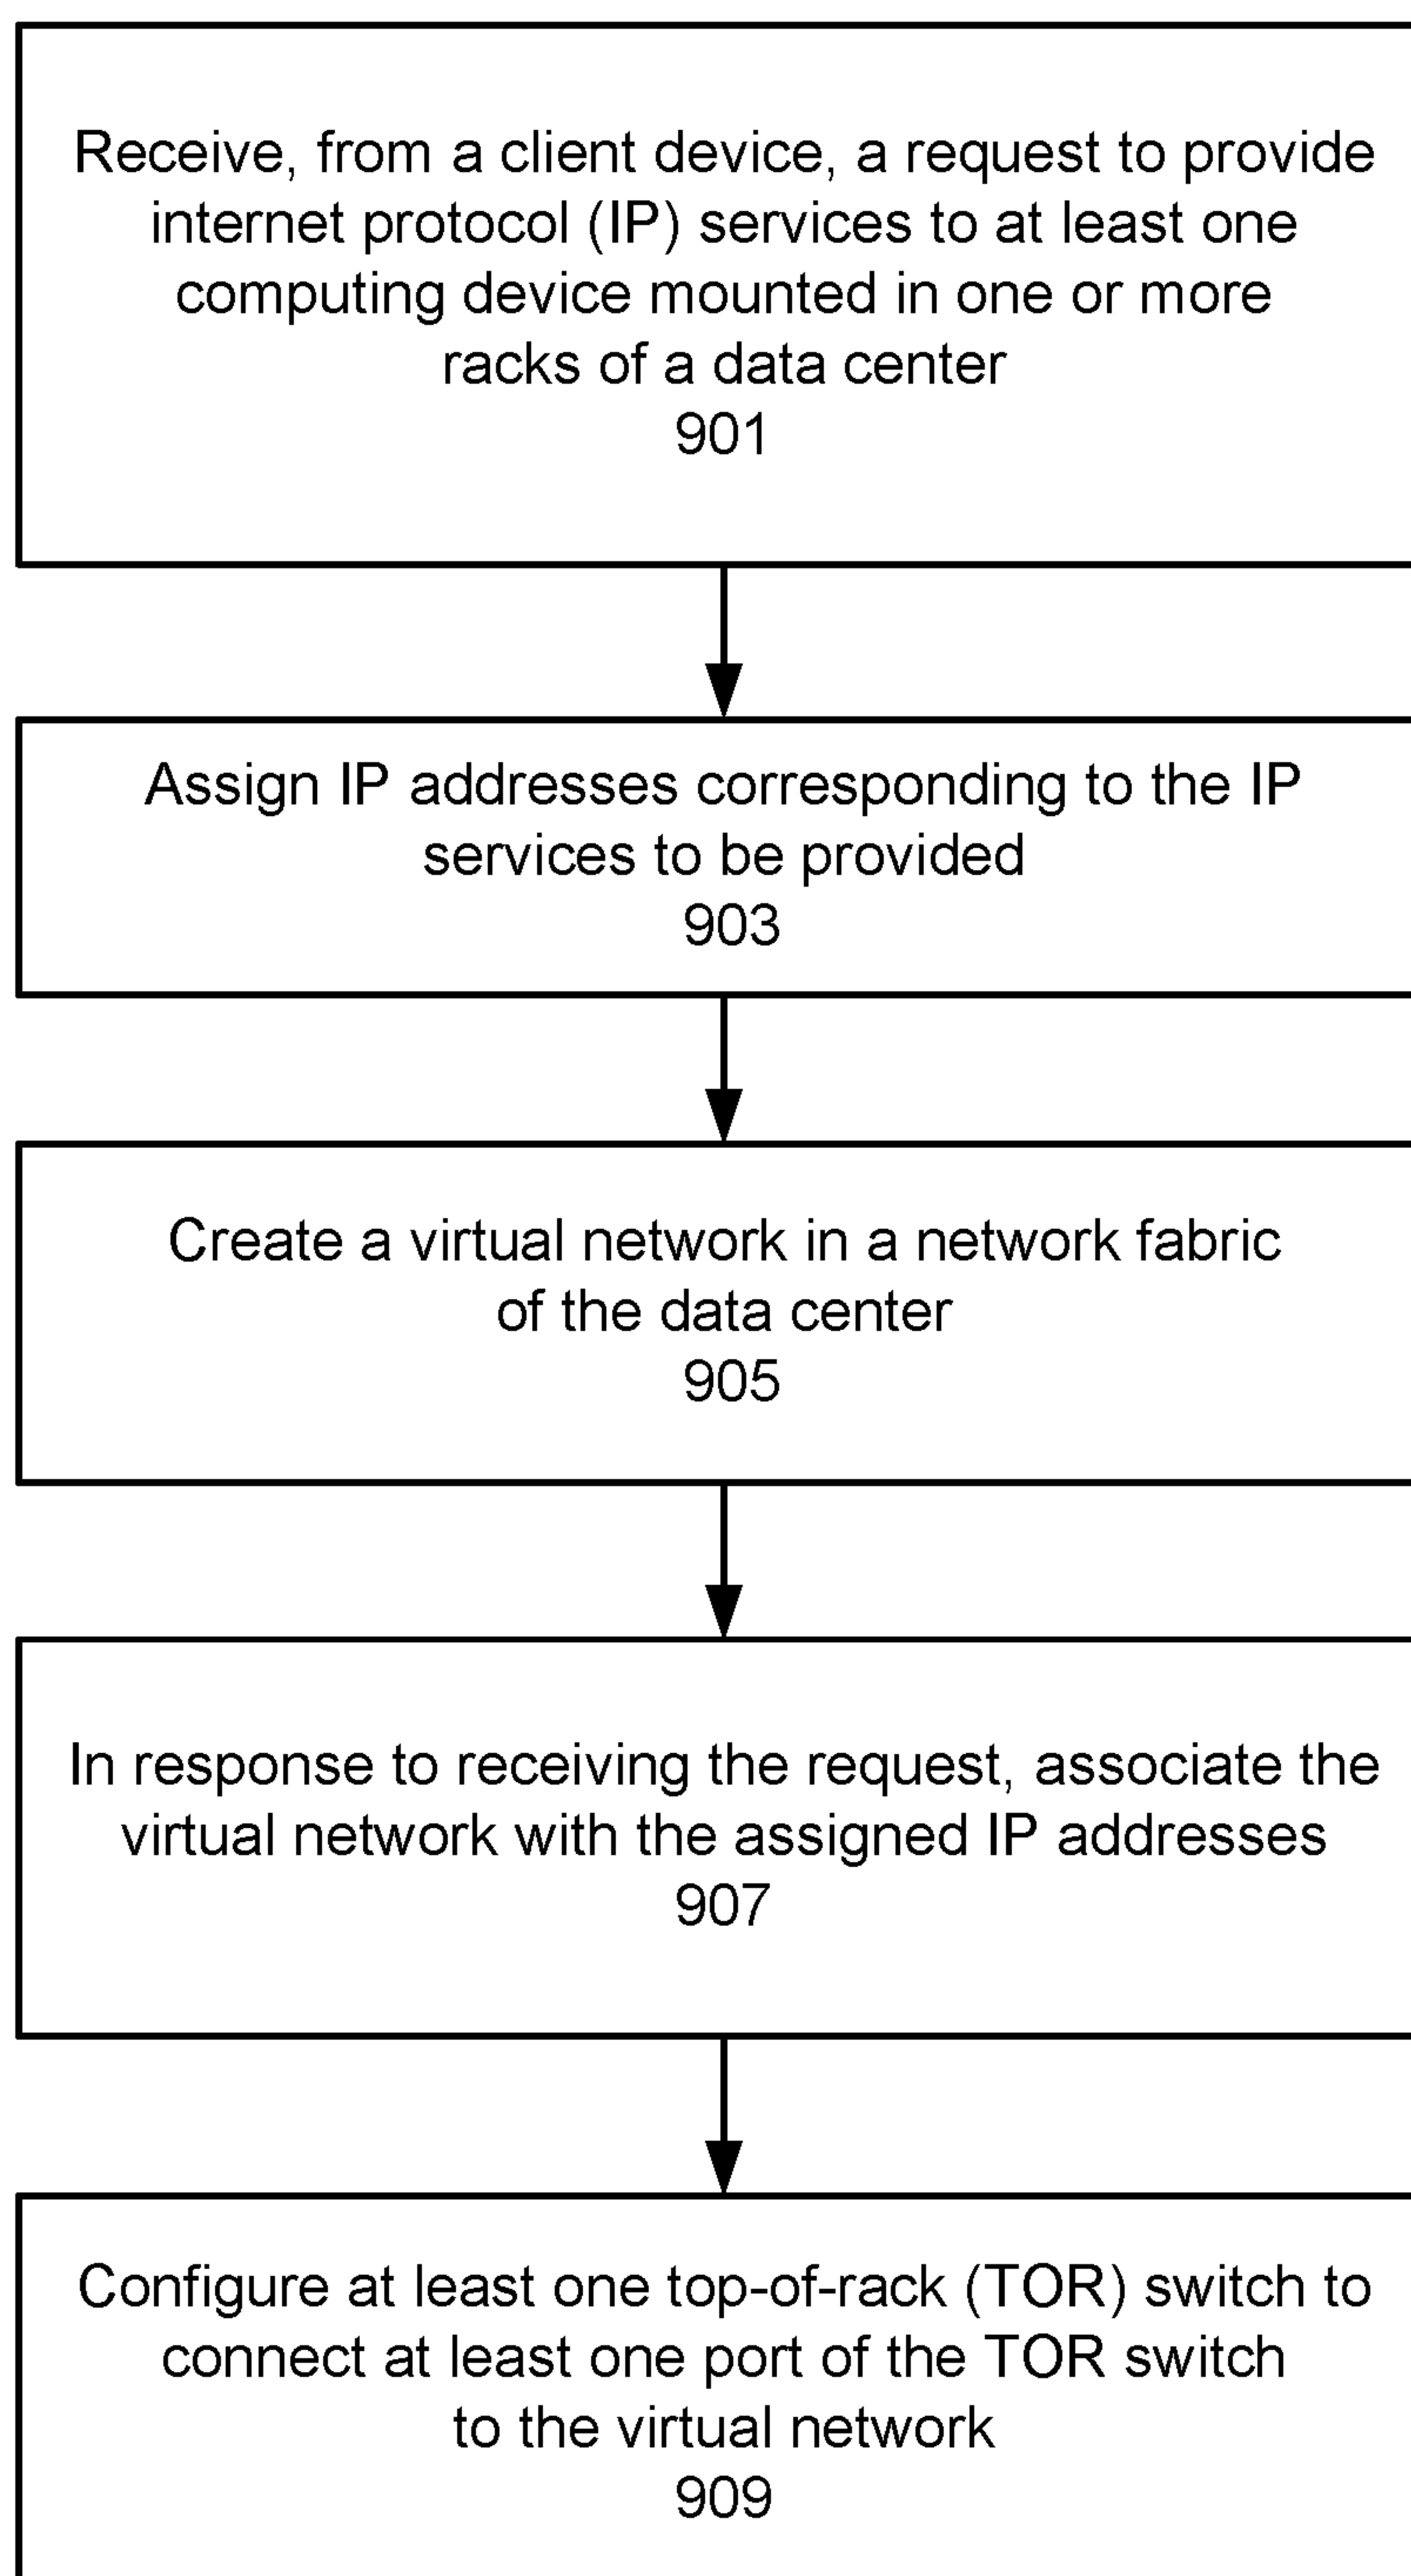 Receive, from a client device, a request to provide
internet protocol (IP) services to at least one
computing device mounted in one or more
racks of a data center
901
Assign IP addresses corresponding to the IP
services to be provided
903
Create a virtual network in a network fabric
of the data center
905
In response to receiving the request, associate the
virtual network with the assigned IP addresses
907
Configure at least one top-of-rack (TOR) switch to
connect at least one port of the TOR switch
to the virtual network
909